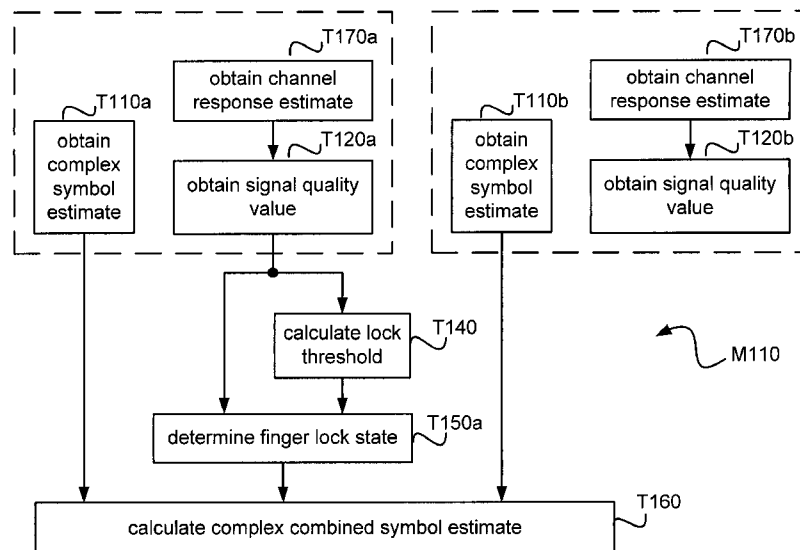 T170a
obtain channel
response estimate
T110a
obtain
complex
symbol
estimate
T120a
obtain signal quality
value
T170b
obtain channel
response estimate
T110b
obtain
complex
symbol
estimate
T120b
obtain signal quality
value
calculate lock
threshold
T140
M110
determine finger lock state
T150a
calculate complex combined symbol estimate
T160